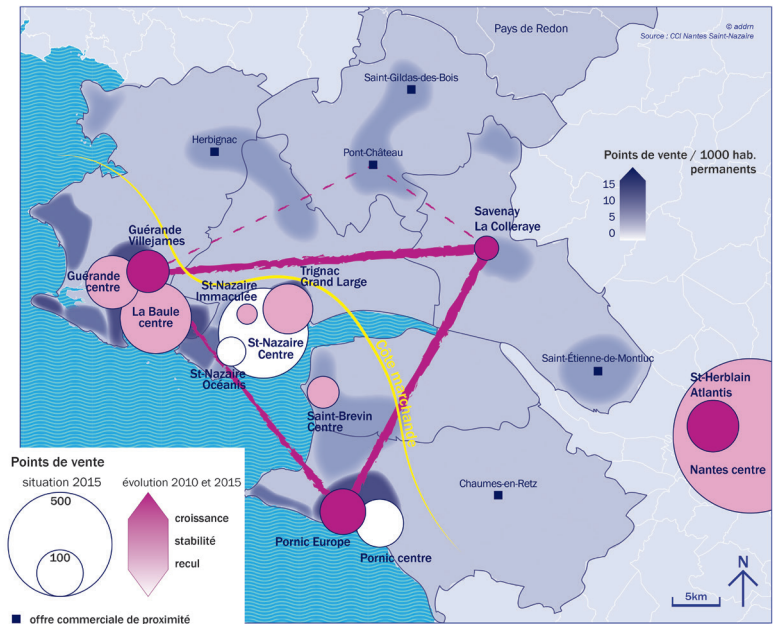 © addrn
Source : CCI Nantes Saint-Nazaire
Pays de Redon
Saint-Gildas-des-Bois
Herbignac
Pont-Château
Points de vente / 1000 hab.
permanents
15
10
5
0
Savenay
La Colleraye
Guérande
Villejames
Guérande
centre
La Baule
centre
St-Nazaire
Immaculée
Trignac
Grand Large
St-Nazaire
Centre
St-Nazaire
Océanis
Côte marchande
Saint-Étienne-de-Montluc
Saint-Brevin
Centre
St-Herblain
Atlantis
Nantes centre
Chaumes-en-Retz
Pornic Europe
Pornic centre
Points de vente
situation 2015
500
100
évolution 2010 et 2015
croissance
stabilité
recul
offre commerciale de proximité
N
5km